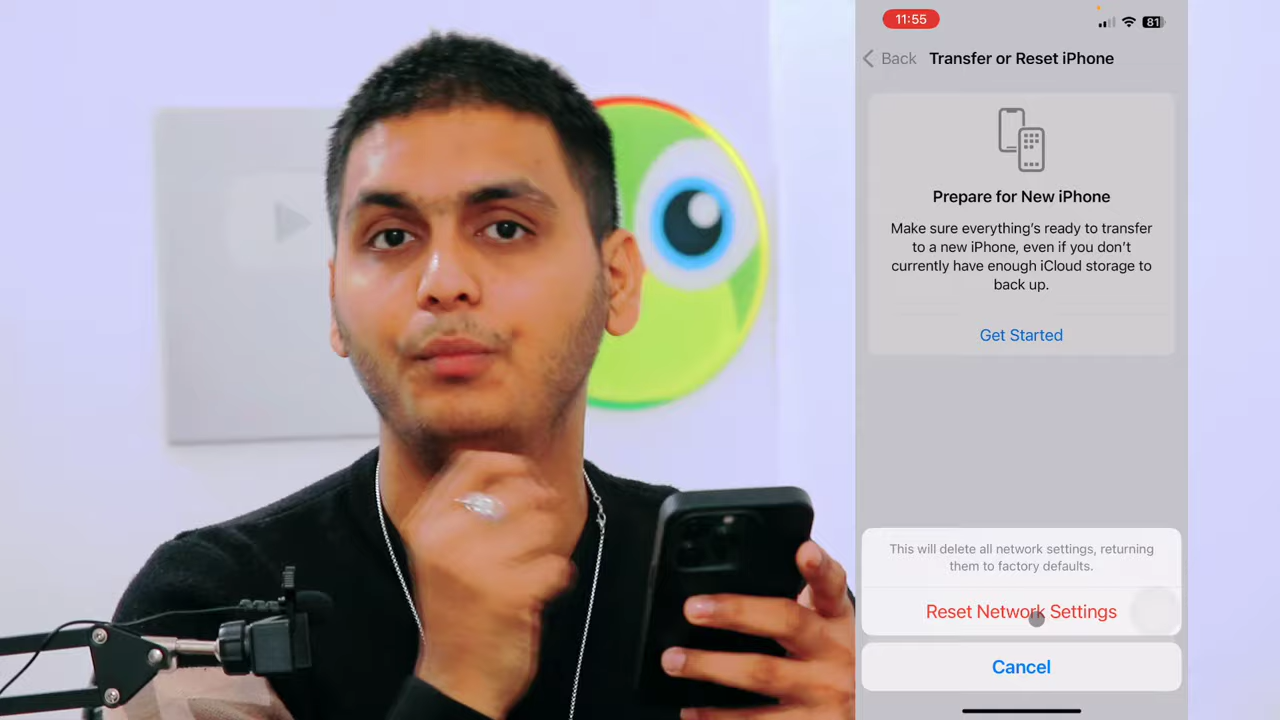 11:55
81
Back
Transfer or Reset iPhone
Prepare for New iPhone
Make sure everything's ready to transfer
to a new iPhone, even if you don't
currently have enough iCloud storage to
back up.
Get Started
This will delete all network settings, returning
them to factory defaults.
Reset Network Settings
Cancel